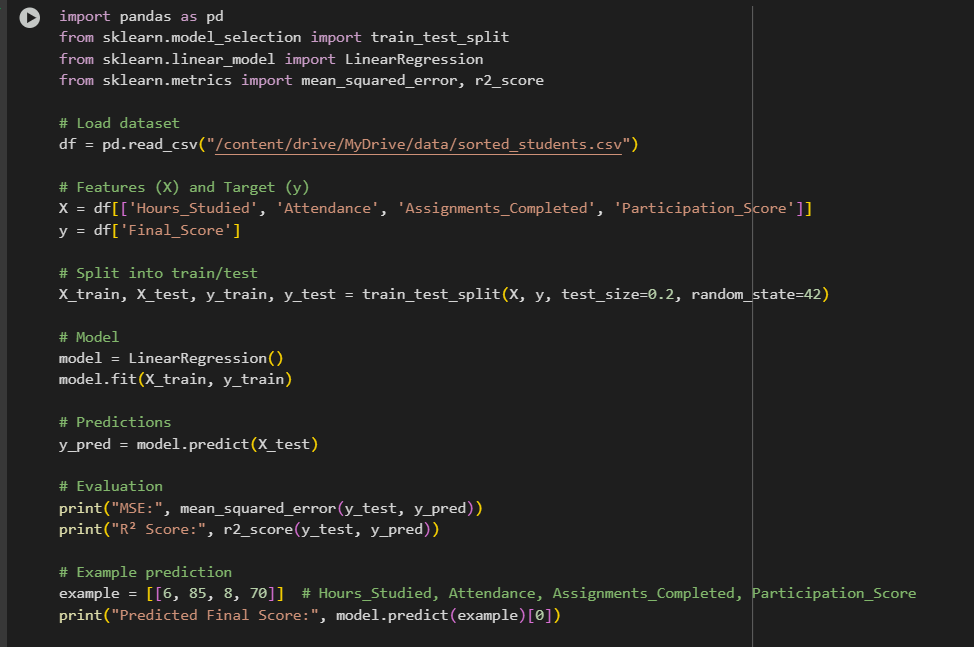 import pandas as pd
from sklearn.model_selection import train_test_split
from sklearn.linear_model import LinearRegression
from sklearn.metrics import mean_squared_error, r2_score
# Load dataset
df = pd.read_csv("/content/drive/MyDrive/data/sorted_students.csv")
# Features (X) and Target (y)
X = df[['Hours_Studied', 'Attendance', 'Assignments_Completed', 'Participation_Score']]
y = df['Final_Score']
# Split into train/test
X_train, X_test, y_train, y_test = train_test_split(X, y, test_size=0.2, random_state=42)
# Model
model = LinearRegression()
model.fit(X_train, y_train)
# Predictions
y_pred = model.predict(X_test)
# Evaluation
print("MSE:", mean_squared_error(y_test, y_pred))
print("R² Score:", r2_score(y_test, y_pred))
# Example prediction
example = [[6, 85, 8, 70]]  # Hours_Studied, Attendance, Assignments_Completed, Participation_Score
print("Predicted Final Score:", model.predict(example)[0])